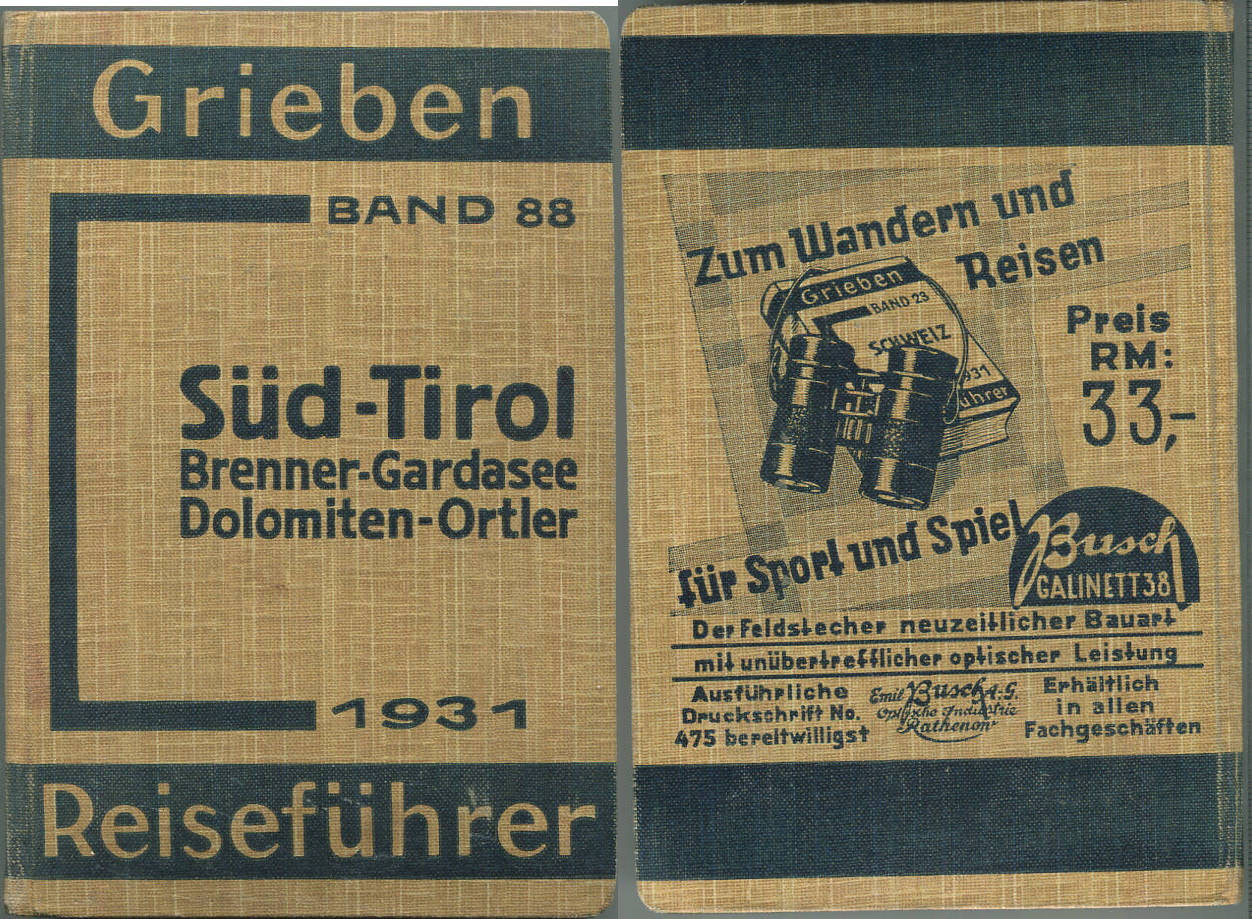 Grieben
BAND 88
Süd-Tirol
Brenner-Gardasee
Dolomiten-Ortler
1931
Reiseführer
Zum Wandern und
Reisen
Grieben
BAND 23
SCHWEIZ
931
ührer
Preis
RM:
33,-
für Sport und Spiel
Busch
GALINETT 38
Der Feldstecher neuzeitlicher Bauart
mit unübertrefflicher optischer Leistung
Ausführliche
Druckschrift No.
475 bereitwilligst
Emil Busch A.-G.
Optische Industrie
Rathenow
Erhältlich
in allen
Fachgeschäften